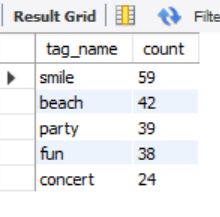 Result Grid Filte
tag_name count
smile 59
beach 42
party 39
fun 38
concert 24